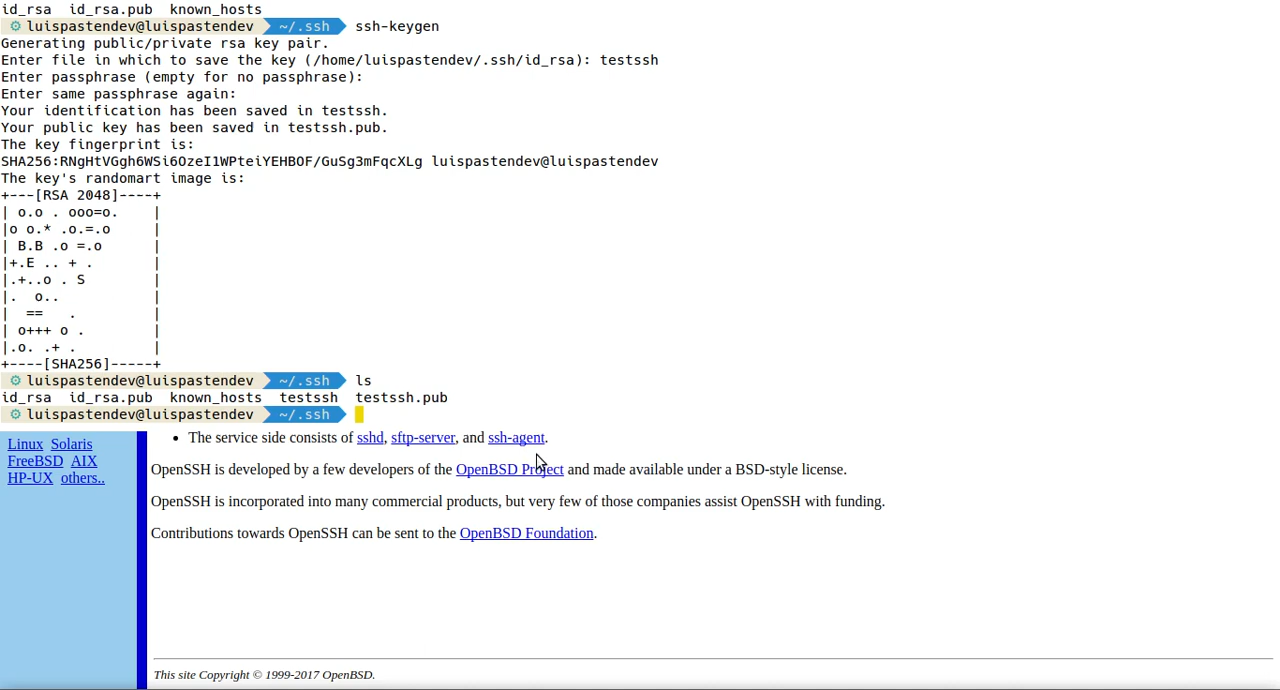 id_rsa  id_rsa.pub  known_hosts
⚙ luispastendev@luispastendev  ~/.ssh  ssh-keygen
Generating public/private rsa key pair.
Enter file in which to save the key (/home/luispastendev/.ssh/id_rsa): testssh
Enter passphrase (empty for no passphrase):
Enter same passphrase again:
Your identification has been saved in testssh.
Your public key has been saved in testssh.pub.
The key fingerprint is:
SHA256:RNgHtVGgh6WSi6OzeI1WPteiYEHBOF/GuSg3mFqcXLg luispastendev@luispastendev
The key's randomart image is:
+---[RSA 2048]----+
| o.o . ooo=o.    |
|o o.* .o.=.o     |
| B.B .o =.o      |
|+.E .. + .       |
|.+..o . S        |
|.  o..           |
|  ==   .         |
| o+++ o .        |
|.o. .+ .         |
+----[SHA256]-----+
⚙ luispastendev@luispastendev  ~/.ssh  ls
id_rsa  id_rsa.pub  known_hosts  testssh  testssh.pub
⚙ luispastendev@luispastendev  ~/.ssh
Linux  Solaris
FreeBSD  AIX
HP-UX  others..
• The service side consists of sshd, sftp-server, and ssh-agent.
OpenSSH is developed by a few developers of the OpenBSD Project and made available under a BSD-style license.
OpenSSH is incorporated into many commercial products, but very few of those companies assist OpenSSH with funding.
Contributions towards OpenSSH can be sent to the OpenBSD Foundation.
This site Copyright © 1999-2017 OpenBSD.